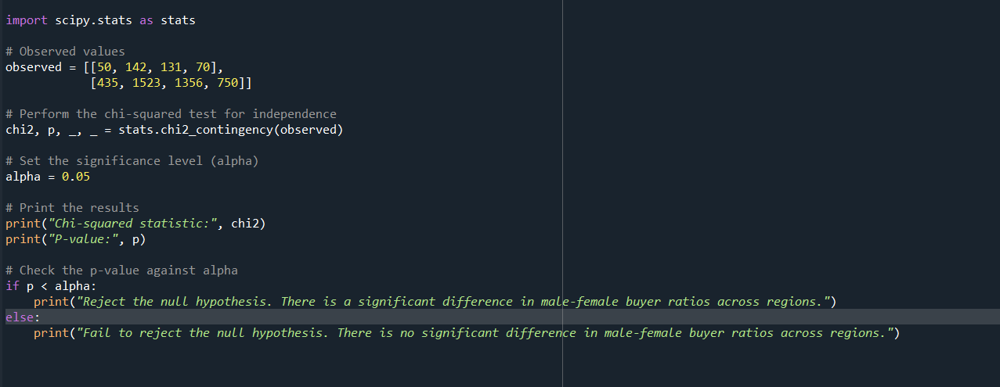 import scipy.stats as stats
# Observed values
observed = [[50, 142, 131, 70],
            [435, 1523, 1356, 750]]
# Perform the chi-squared test for independence
chi2, p, _, _ = stats.chi2_contingency(observed)
# Set the significance level (alpha)
alpha = 0.05
# Print the results
print("Chi-squared statistic:", chi2)
print("P-value:", p)
# Check the p-value against alpha
if p < alpha:
    print("Reject the null hypothesis. There is a significant difference in male-female buyer ratios across regions.")
else:
    print("Fail to reject the null hypothesis. There is no significant difference in male-female buyer ratios across regions.")